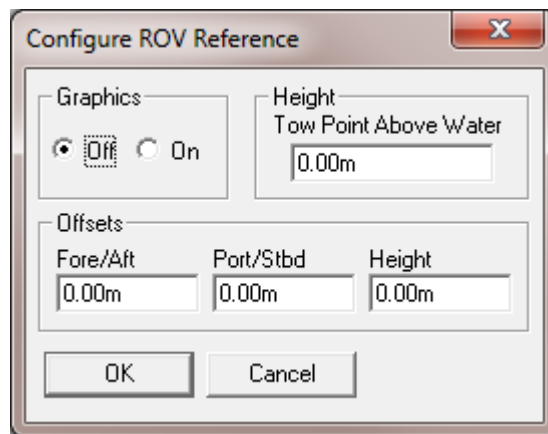 Configure ROV Reference
X
Graphics
Off On
Height
Tow Point Above Water
0.00m
Offsets
Fore/Aft Port/Stbd Height
0.00m 0.00m 0.00m
OK Cancel